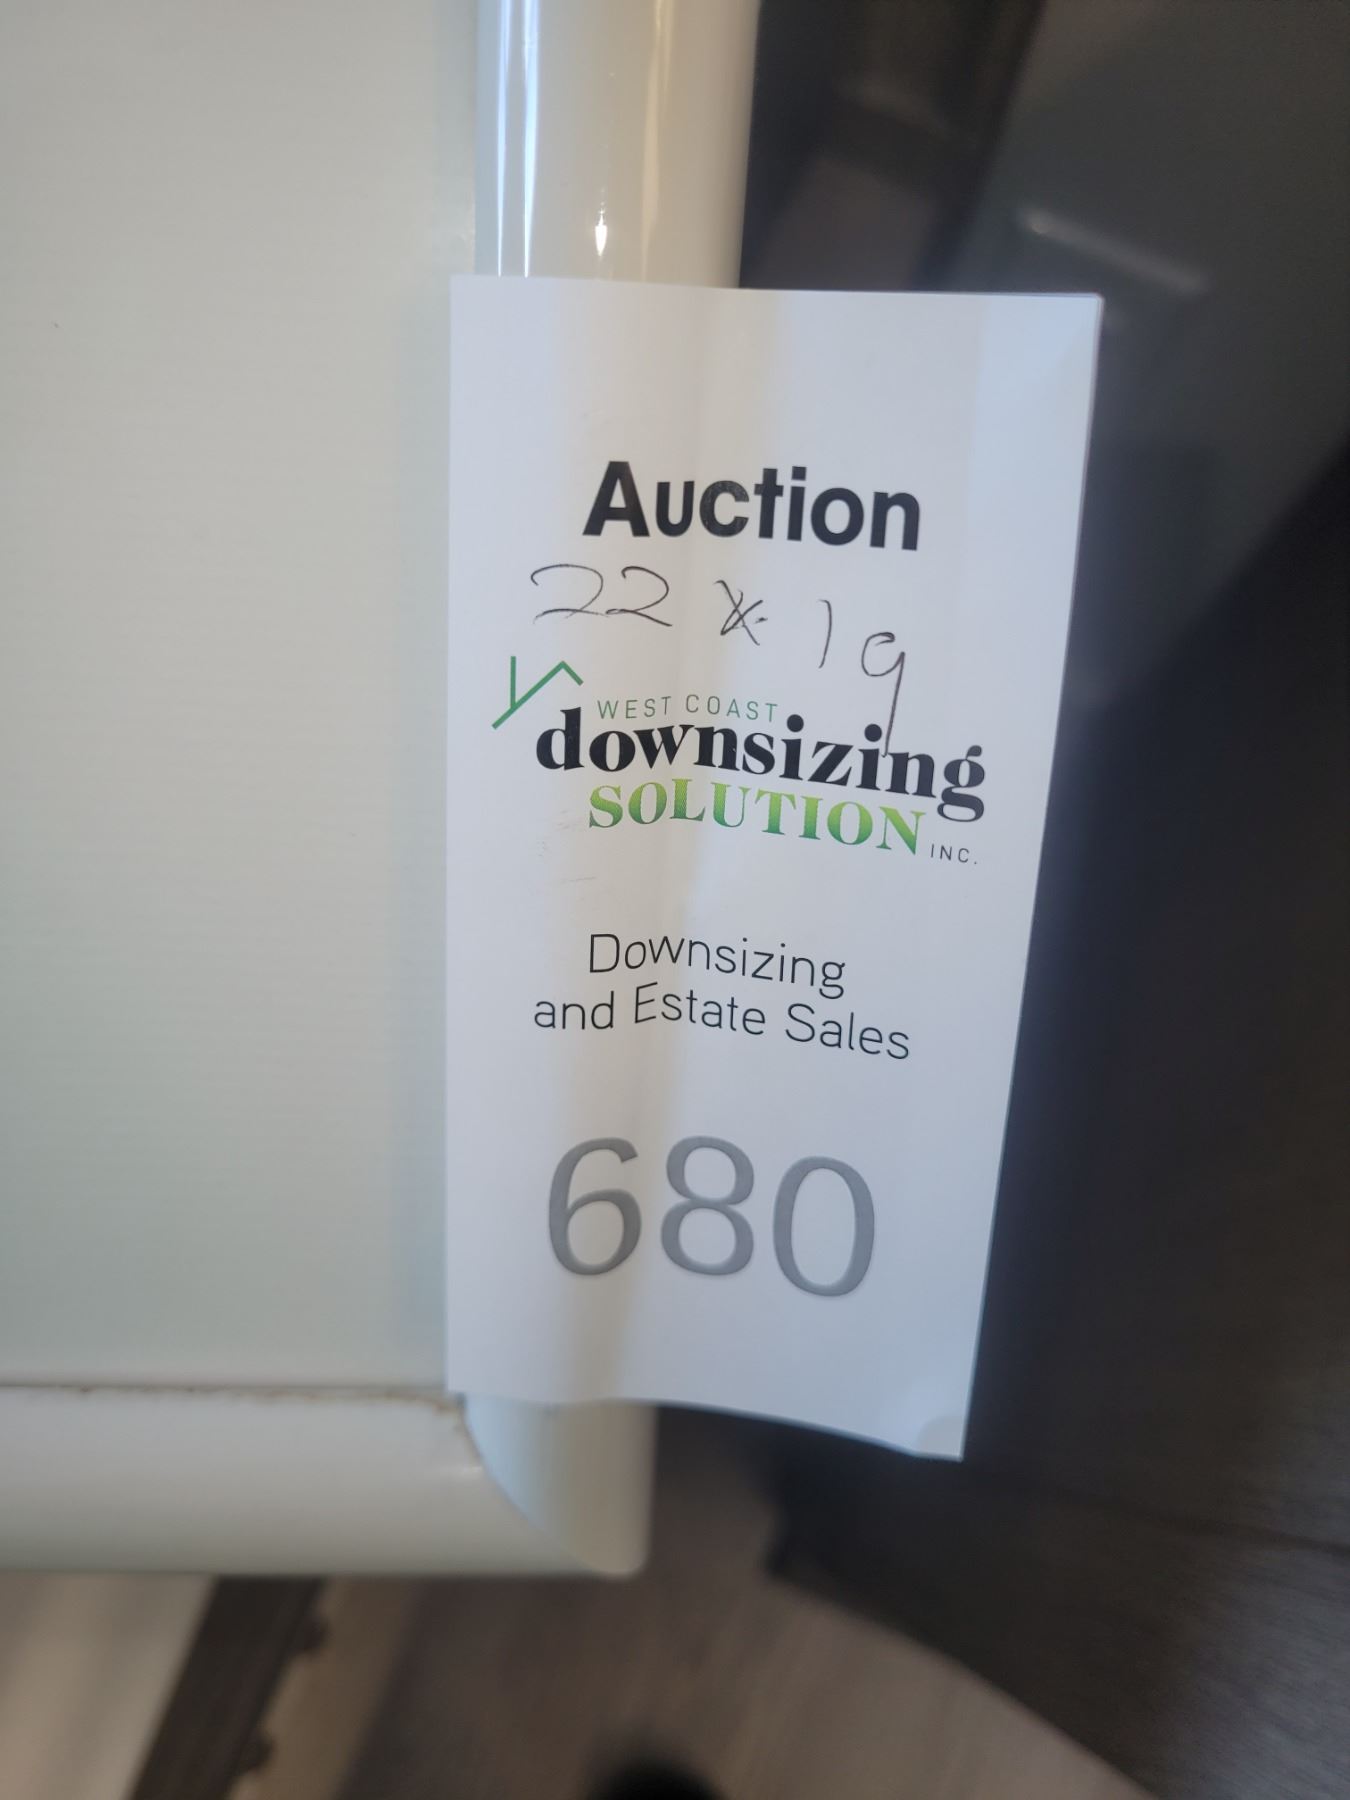 Auction
22 x 19
WEST COAST
downsizing
SOLUTION INC.
Downsizing
and Estate Sales
680